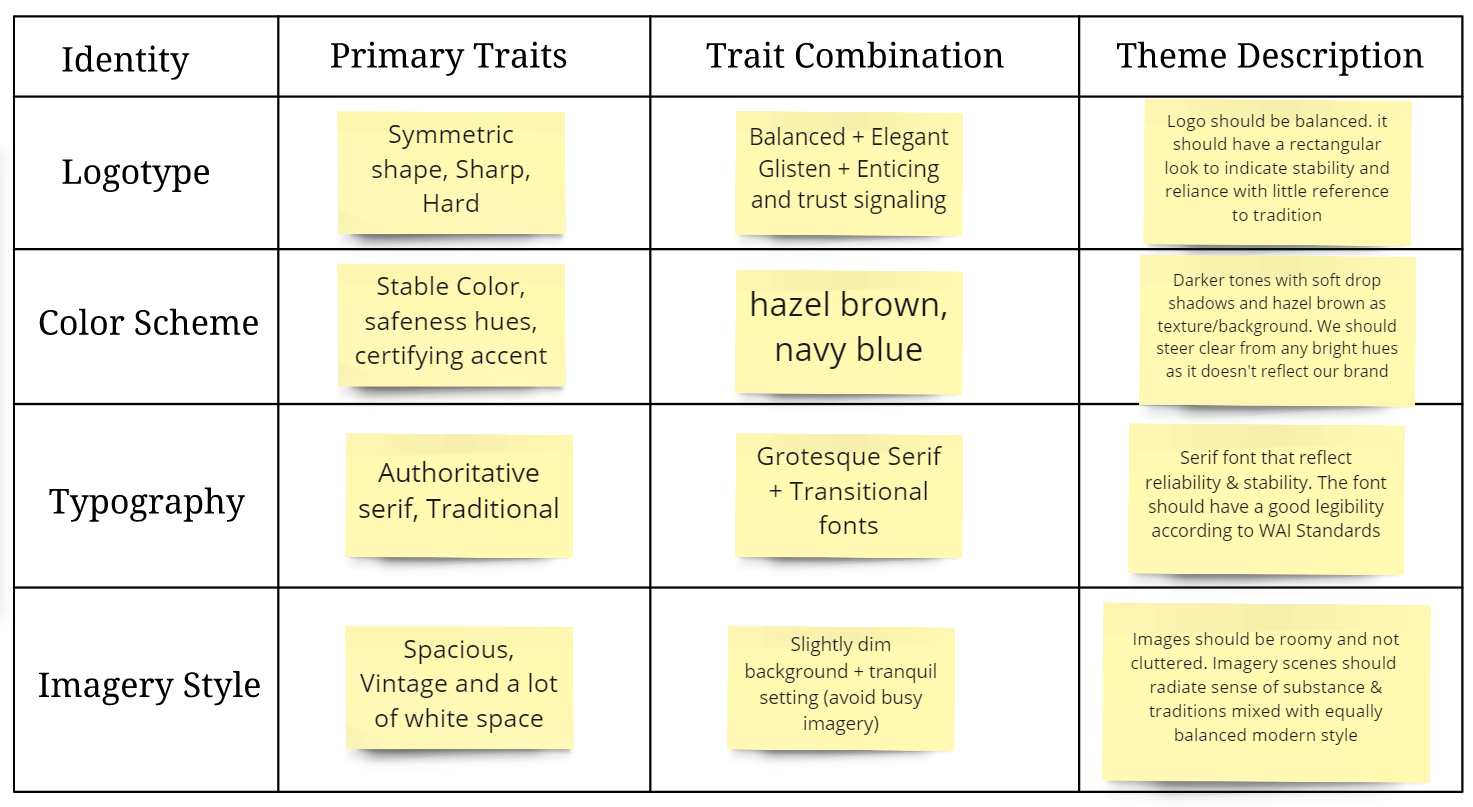 Identity
Primary Traits
Trait Combination
Theme Description
Logotype
Symmetric
shape, Sharp,
Hard
Balanced + Elegant
Glisten + Enticing
and trust signaling
Logo should be balanced. it
should have a rectangular
look to indicate stability and
reliance with little reference
to tradition
Color Scheme
Stable Color,
safeness hues,
certifying accent
hazel brown,
navy blue
Darker tones with soft drop
shadows and hazel brown as
texture/background. We should
steer clear from any bright hues
as it doesn't reflect our brand
Typography
Authoritative
serif, Traditional
Grotesque Serif
+ Transitional
fonts
Serif font that reflect
reliability & stability. The font
should have a good legibility
according to WAI Standards
Imagery Style
Spacious,
Vintage and a lot
of white space
Slightly dim
background + tranquil
setting (avoid busy
imagery)
Images should be roomy and not
cluttered. Imagery scenes should
radiate sense of substance &
traditions mixed with equally
balanced modern style